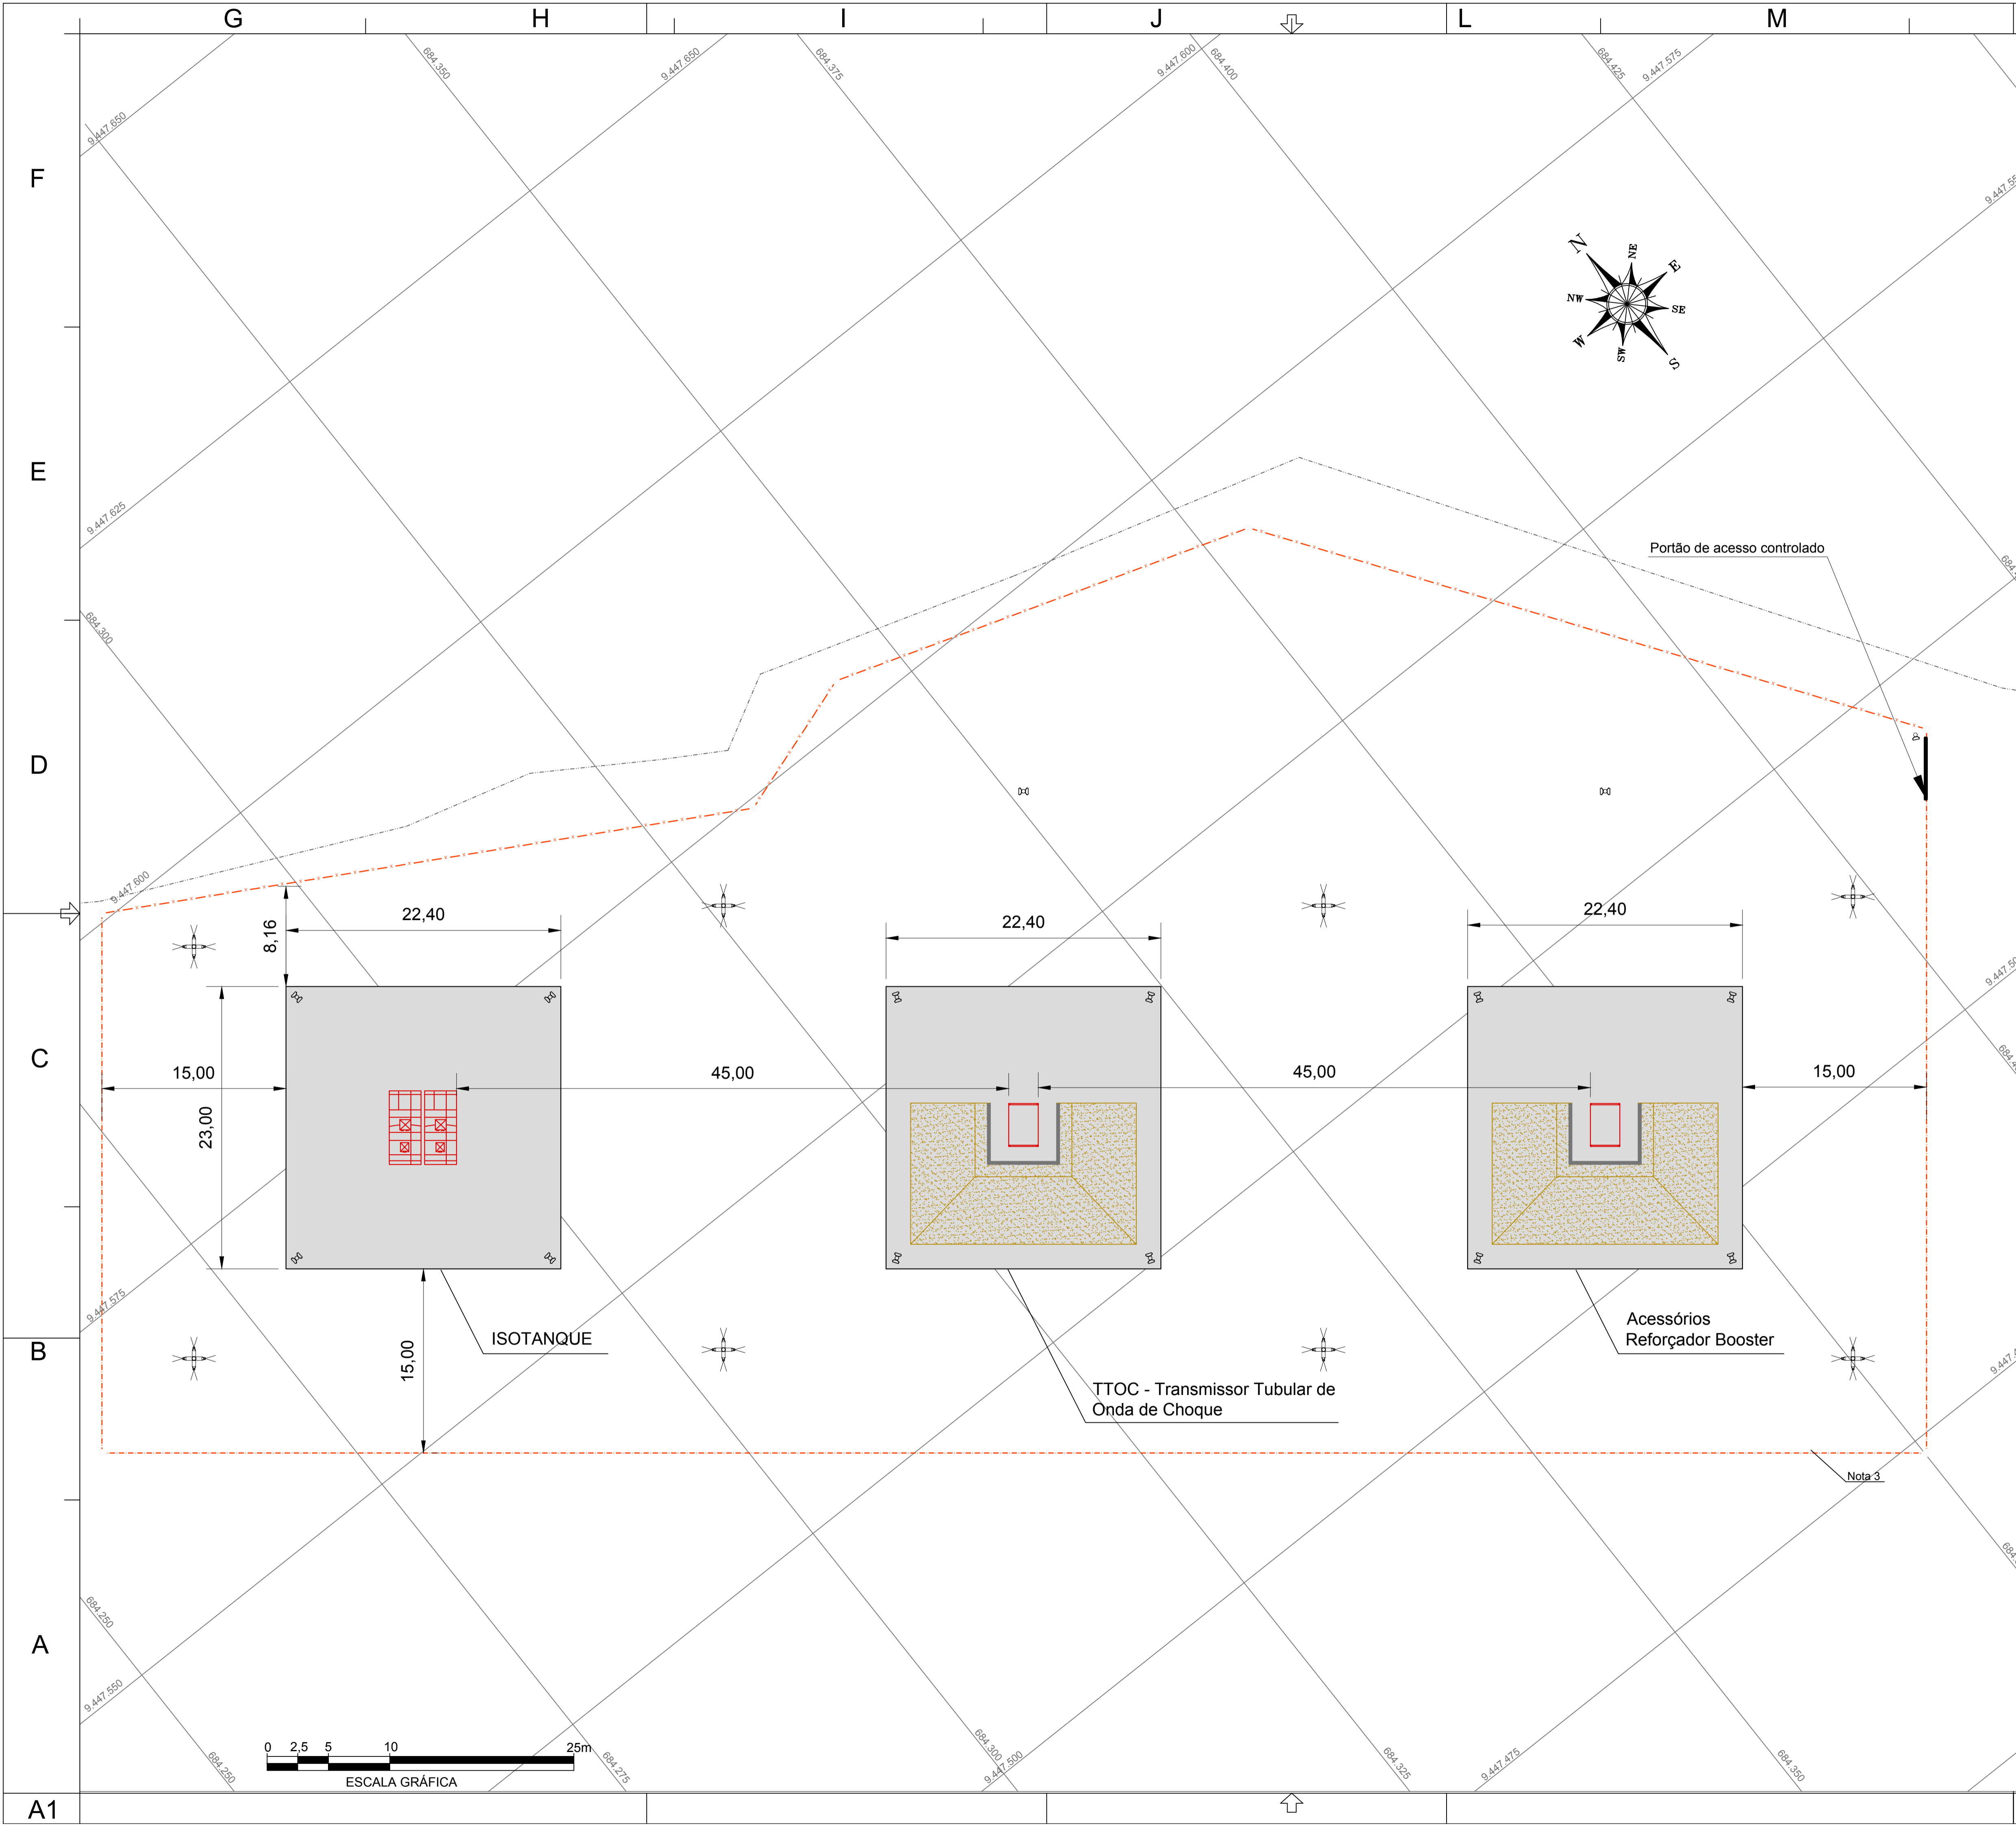 G H I J L M
F
E
D
C
B
A
A1
684.350
9.447.650
684.375
9.447.600
684.400
684.425
9.447.575
9.447.650
N
NE
E
NW
SE
W
SW
S
9.447.625
Portão de acesso controlado
684.300
9.447.600
8,16
22,40
22,40
22,40
15,00
23,00
45,00
45,00
15,00
9.447.575
15,00
ISOTANQUE
Acessórios
Reforçador Booster
TTOC - Transmissor Tubular de
Onda de Choque
Nota 3
684.250
9.447.550
0 2,5 5 10 25m
ESCALA GRÁFICA
684.250
684.275
684.300
9.447.500
684.325
9.447.475
684.350